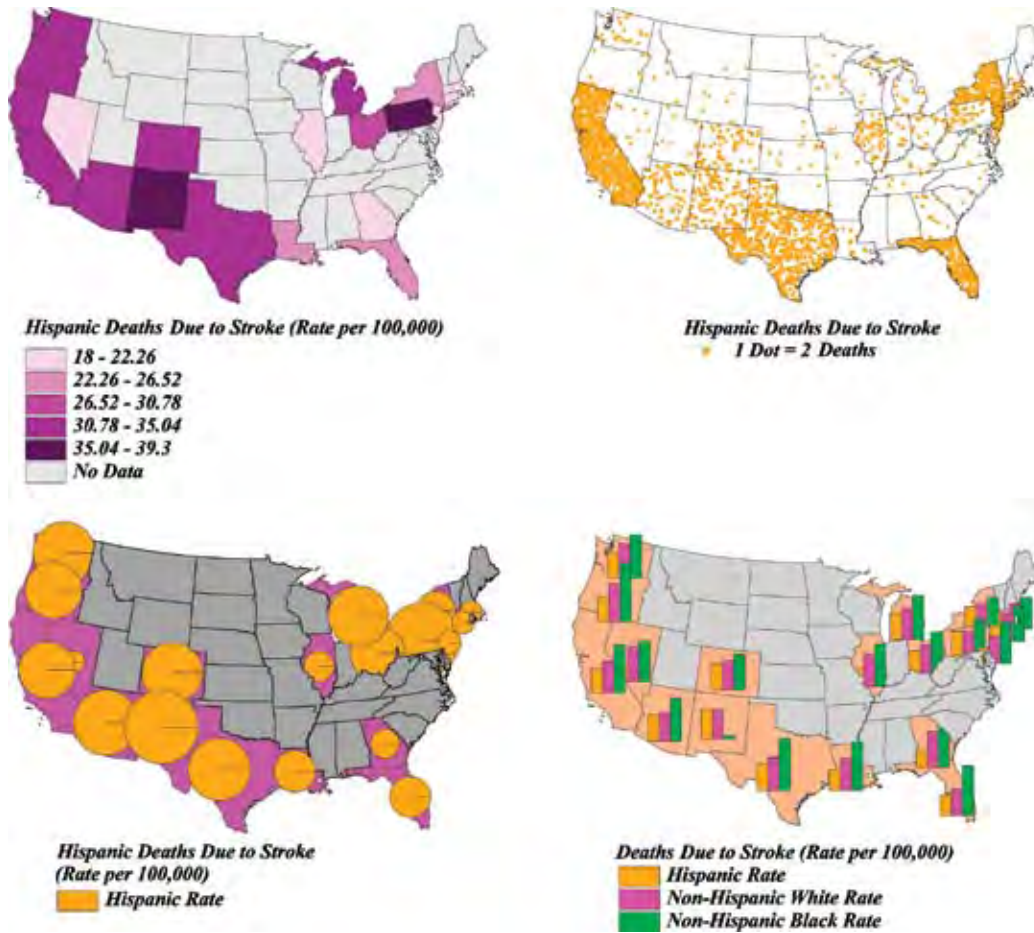 Hispanic Deaths Due to Stroke (Rate per 100,000)
18 - 22.26
22.26 - 26.52
26.52 - 30.78
30.78 - 35.04
35.04 - 39.3
No Data
Hispanic Deaths Due to Stroke
1 Dot = 2 Deaths
Hispanic Deaths Due to Stroke
(Rate per 100,000)
Hispanic Rate
Deaths Due to Stroke (Rate per 100,000)
Hispanic Rate
Non-Hispanic White Rate
Non-Hispanic Black Rate